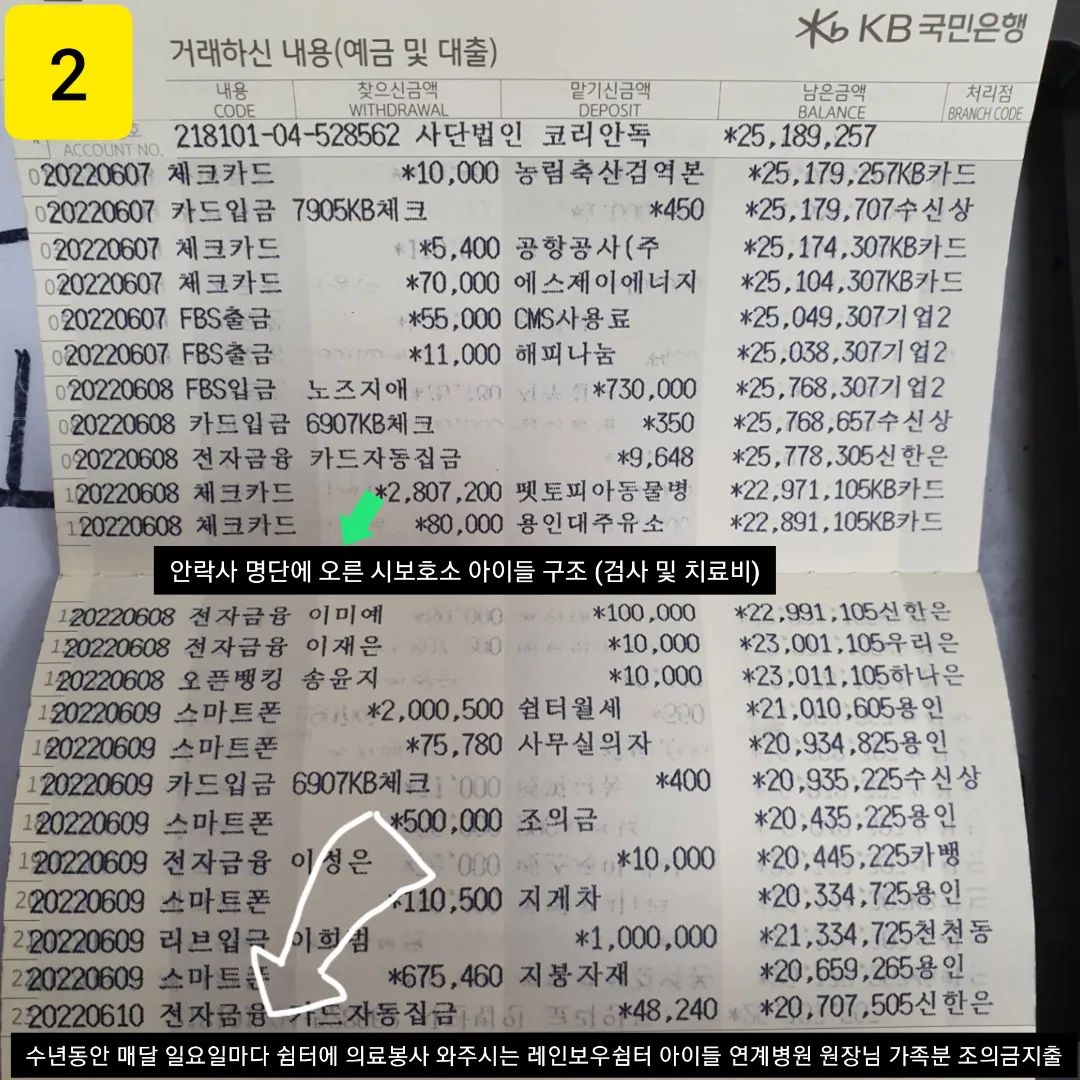 2
KB 국민은행
거래하신 내용(예금 및 대출)
내용 찾으신금액 맡기신금액 남은금액 처리점
CODE WITHDRAWAL DEPOSIT BALANCE BRANCH CODE
ACCOUNT NO. 218101-04-528562 사단법인 코리안독 *25,189,257
20220607 체크카드 *10,000 농림축산검역본 *25,179,257KB카드
20220607 카드입금 7905KB체크 *450 *25,179,707수신상
20220607 체크카드 *5,400 공항공사(주 *25,174,307KB카드
20220607 체크카드 *70,000 에스제이에너지 *25,104,307KB카드
20220607 FBS출금 *55,000 CMS사용료 *25,049,307기업2
20220607 FBS출금 *11,000 해피나눔 *25,038,307기업2
20220608 FBS입금 노즈지애 *730,000 *25,768,307기업2
20220608 카드입금 6907KB체크 *350 *25,768,657수신상
20220608 전자금융 카드자동집금 *9,648 *25,778,305신한은
20220608 체크카드 *2,807,200 펫토피아동물병 *22,971,105KB카드
20220608 체크카드 *80,000 용인대주유소 *22,891,105KB카드
안락사 명단에 오른 시보호소 아이들 구조 (검사 및 치료비)
20220608 전자금융 이미예 *100,000 *22,991,105신한은
20220608 전자금융 이재은 *10,000 *23,001,105우리은
20220608 오픈뱅킹 송윤지 *10,000 *23,011,105하나은
20220609 스마트폰 *2,000,500 쉼터월세 *21,010,605용인
20220609 스마트폰 *75,780 사무실의자 *20,934,825용인
20220609 카드입금 6907KB체크 *400 *20,935,225수신상
20220609 스마트폰 *500,000 조의금 *20,435,225용인
20220609 전자금융 이성은 *10,000 *20,445,225카뱅
20220609 스마트폰 *110,500 지게차 *20,334,725용인
20220609 리브입금 이희범 *1,000,000 *21,334,725천천동
20220609 스마트폰 *675,460 지붕자재 *20,659,265용인
20220610 전자금융 카드자동집금 *48,240 *20,707,505신한은
수년동안 매달 일요일마다 쉼터에 의료봉사 와주시는 레인보우쉼터 아이들 연계병원 원장님 가족분 조의금지출